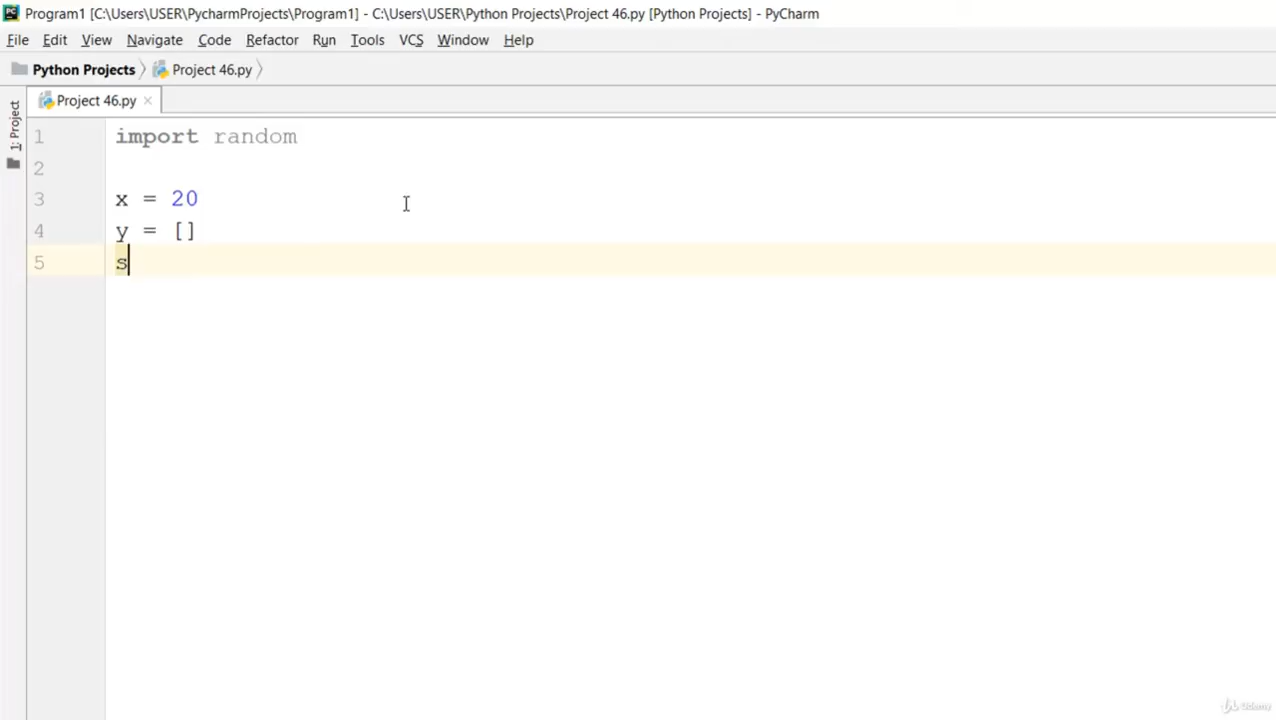 Program1 [C:\Users\USER\PycharmProjects\Program1] - C:\Users\USER\Python Projects\Project 46.py [Python Projects] - PyCharm
File Edit View Navigate Code Refactor Run Tools VCS Window Help
Python Projects Project 46.py
Project 46.py
1: Project
1 import random
2
3 x = 20
4 y = []
5 s
Udemy